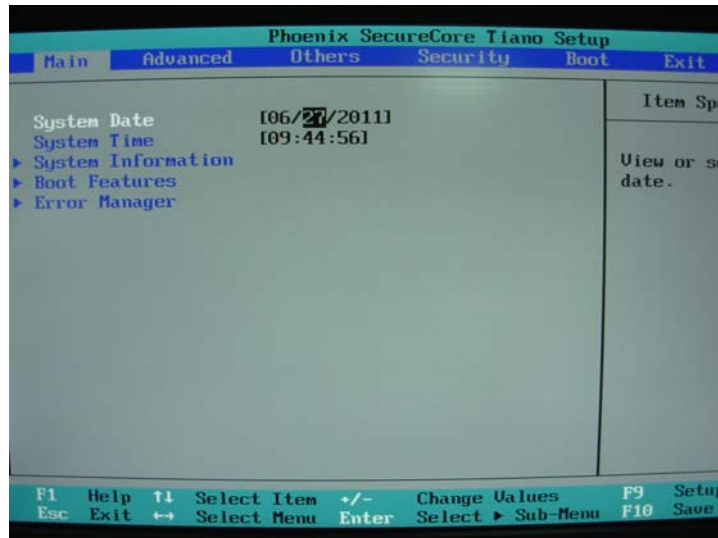 Phoenix SecureCore Tiano Setup
Main Advanced Others Security Boot Exit
System Date [06/27/2011]
System Time [09:44:56]
▶ System Information
▶ Boot Features
▶ Error Manager
Item
View or
date.
F1 Help ↑↓ Select Item +/- Change Values F9
Esc Exit ↔ Select Menu Enter Select ▶ Sub-Menu F10 Save